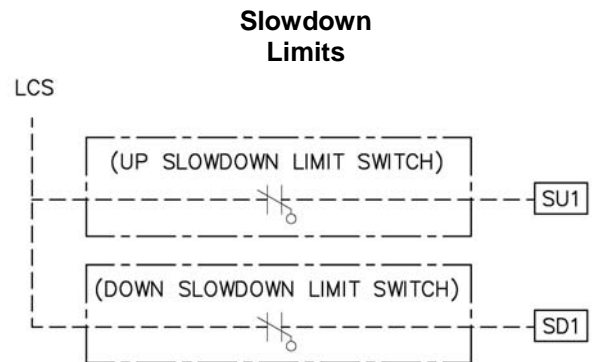 Slowdown
Limits
LCS
(UP SLOWDOWN LIMIT SWITCH)
SU1
(DOWN SLOWDOWN LIMIT SWITCH)
SD1